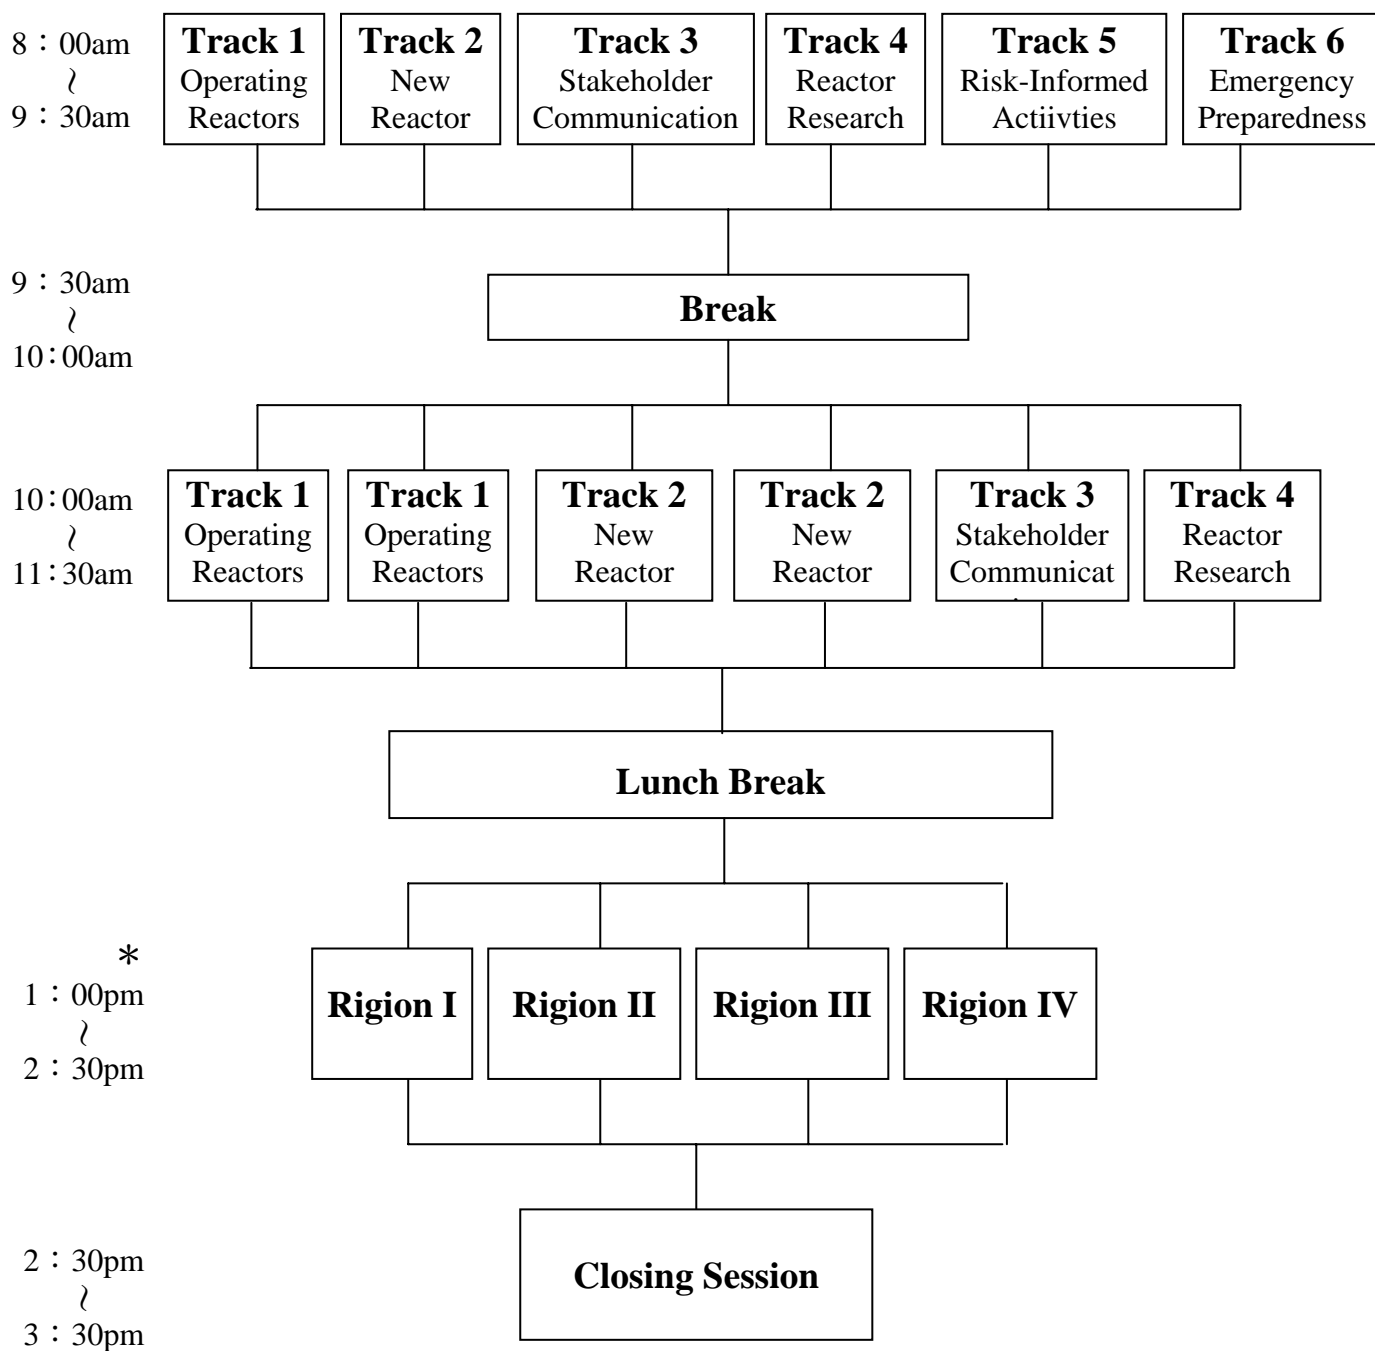 8：00am
~
9：30am
Track 1
Operating
Reactors
Track 2
New
Reactor
Track 3
Stakeholder
Communication
Track 4
Reactor
Research
Track 5
Risk-Informed
Actiivties
Track 6
Emergency
Preparedness
9：30am
~
10：00am
Break
10：00am
~
11：30am
Track 1
Operating
Reactors
Track 1
Operating
Reactors
Track 2
New
Reactor
Track 2
New
Reactor
Track 3
Stakeholder
Communicat
Track 4
Reactor
Research
Lunch Break
*
1：00pm
~
2：30pm
Rigion I
Rigion II
Rigion III
Rigion IV
2：30pm
~
3：30pm
Closing Session